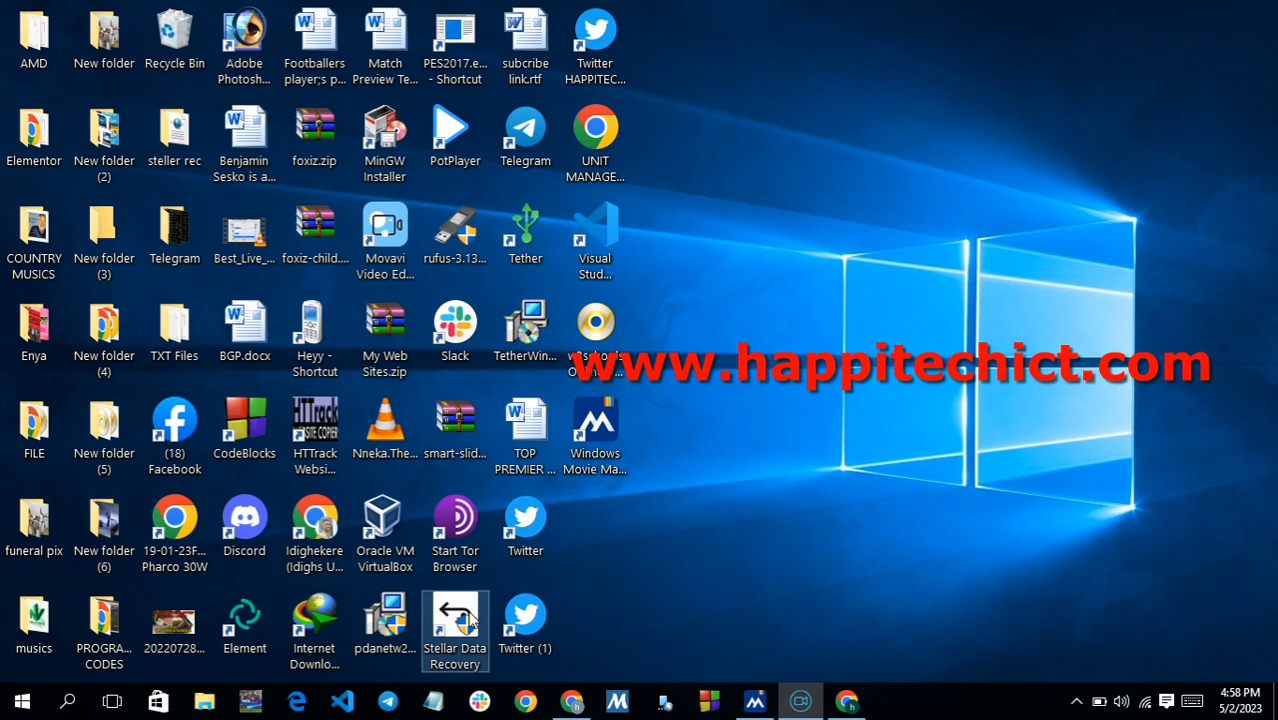 AMD
New folder
Recycle Bin
Adobe
Photosh...
Footballers
player;s p...
Match
Preview Te...
PES2017.e...
- Shortcut
subcribe
link.rtf
Twitter
HAPPITEC...
Elementor
New folder
(2)
steller rec
Benjamin
Sesko is a...
foxiz.zip
MinGW
Installer
PotPlayer
Telegram
UNIT
MANAGE...
COUNTRY
MUSICS
New folder
(3)
Telegram
Best_Live_...
foxiz-child....
Movavi
Video Ed...
rufus-3.13...
Tether
Visual
Stud...
Enya
New folder
(4)
TXT Files
BGP.docx
Heyy -
Shortcut
My Web
Sites.zip
Slack
TetherWin...
www.happitechict.com
FILE
New folder
(5)
(18)
Facebook
CodeBlocks
HTTrack
WEBSITE COPIER
HTTrack
Websi...
Nneka.The...
smart-slid...
TOP
PREMIER ...
Windows
Movie Ma...
funeral pix
New folder
(6)
19-01-23F...
Pharco 30W
Discord
Idighekere
(Idighs U...
Oracle VM
VirtualBox
Start Tor
Browser
Twitter
musics
PROGRA...
CODES
20220728...
Element
Internet
Downlo...
pdanetw2...
Stellar Data
Recovery
Twitter (1)
4:58 PM
5/2/2023